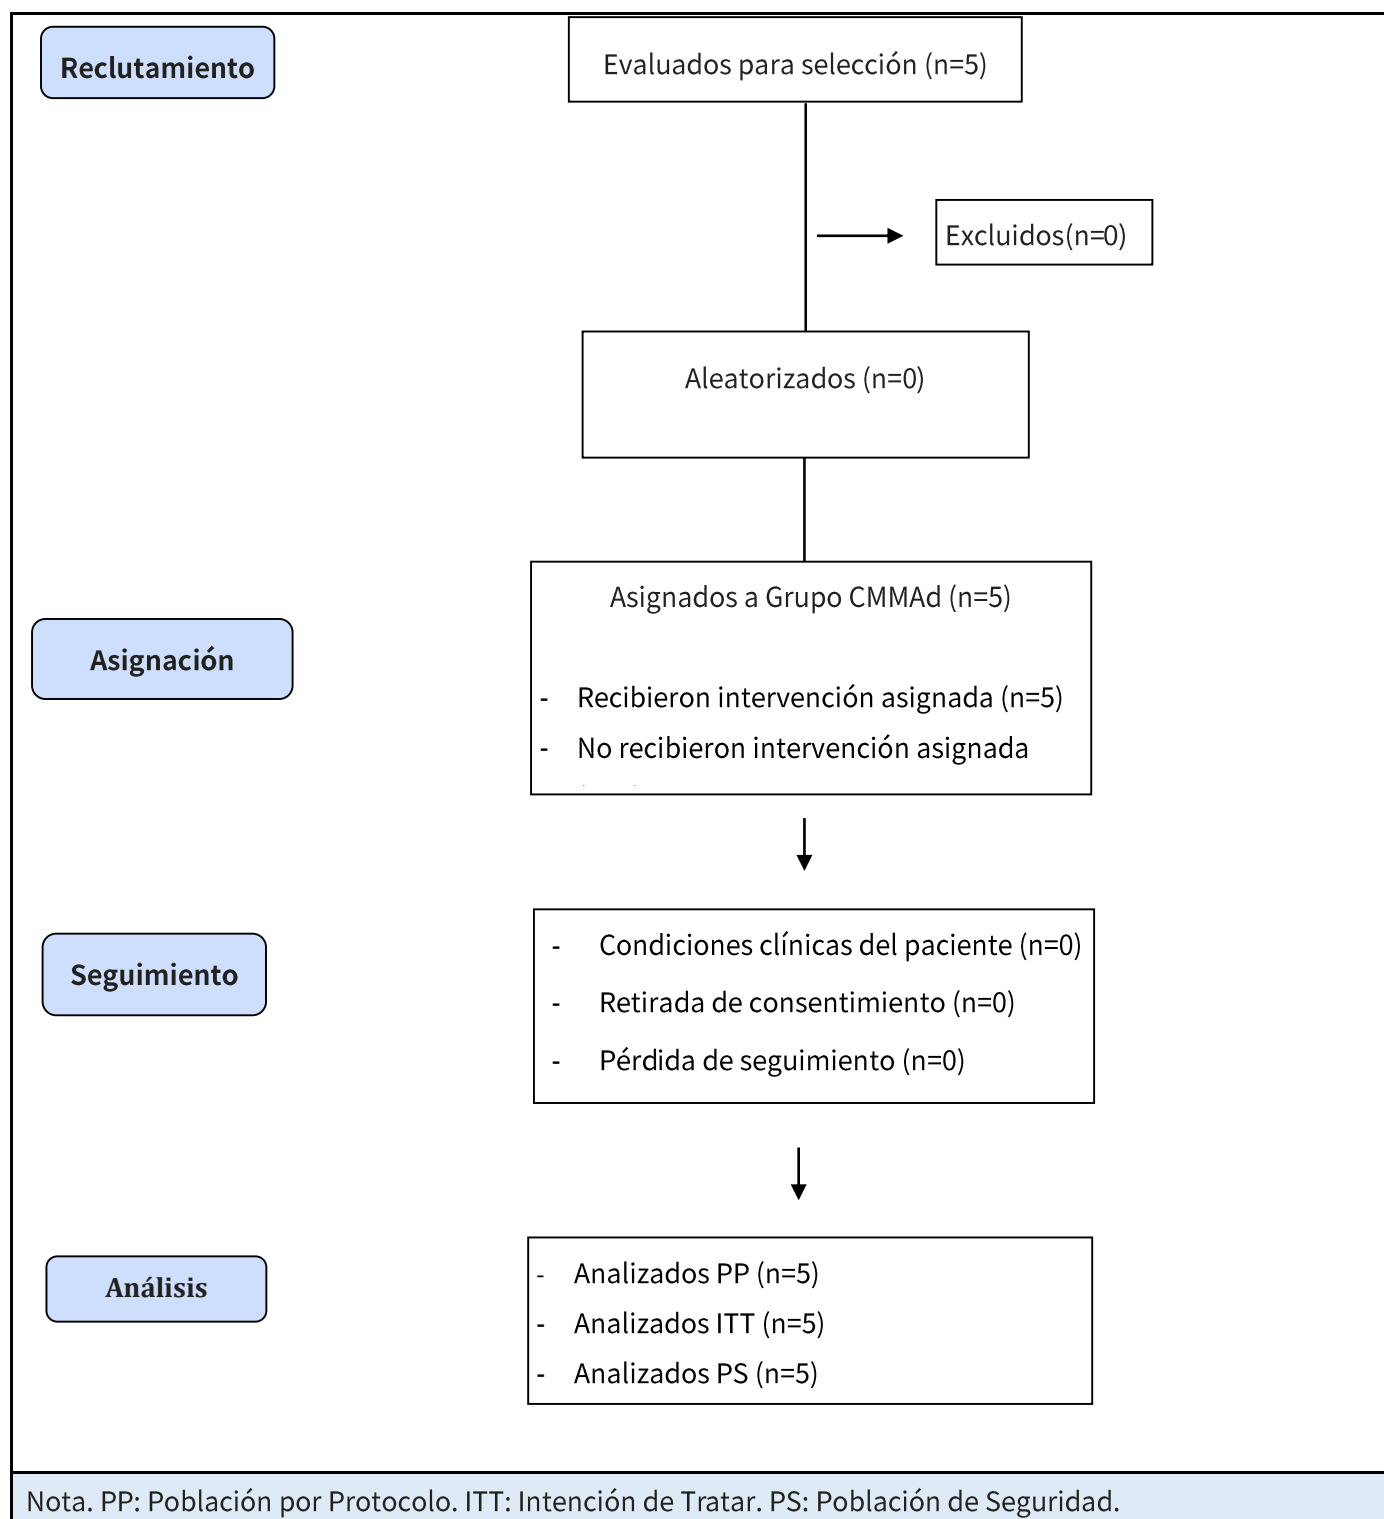 Reclutamiento
Evaluados para selección (n=5)
Excluidos(n=0)
Aleatorizados (n=0)
Asignados a Grupo CMMAd (n=5)
Asignación
- Recibieron intervención asignada (n=5)
- No recibieron intervención asignada
- Condiciones clínicas del paciente (n=0)
Seguimiento
- Retirada de consentimiento (n=0)
- Pérdida de seguimiento (n=0)
Análisis
- Analizados PP (n=5)
- Analizados ITT (n=5)
- Analizados PS (n=5)
Nota. PP: Población por Protocolo. ITT: Intención de Tratar. PS: Población de Seguridad.